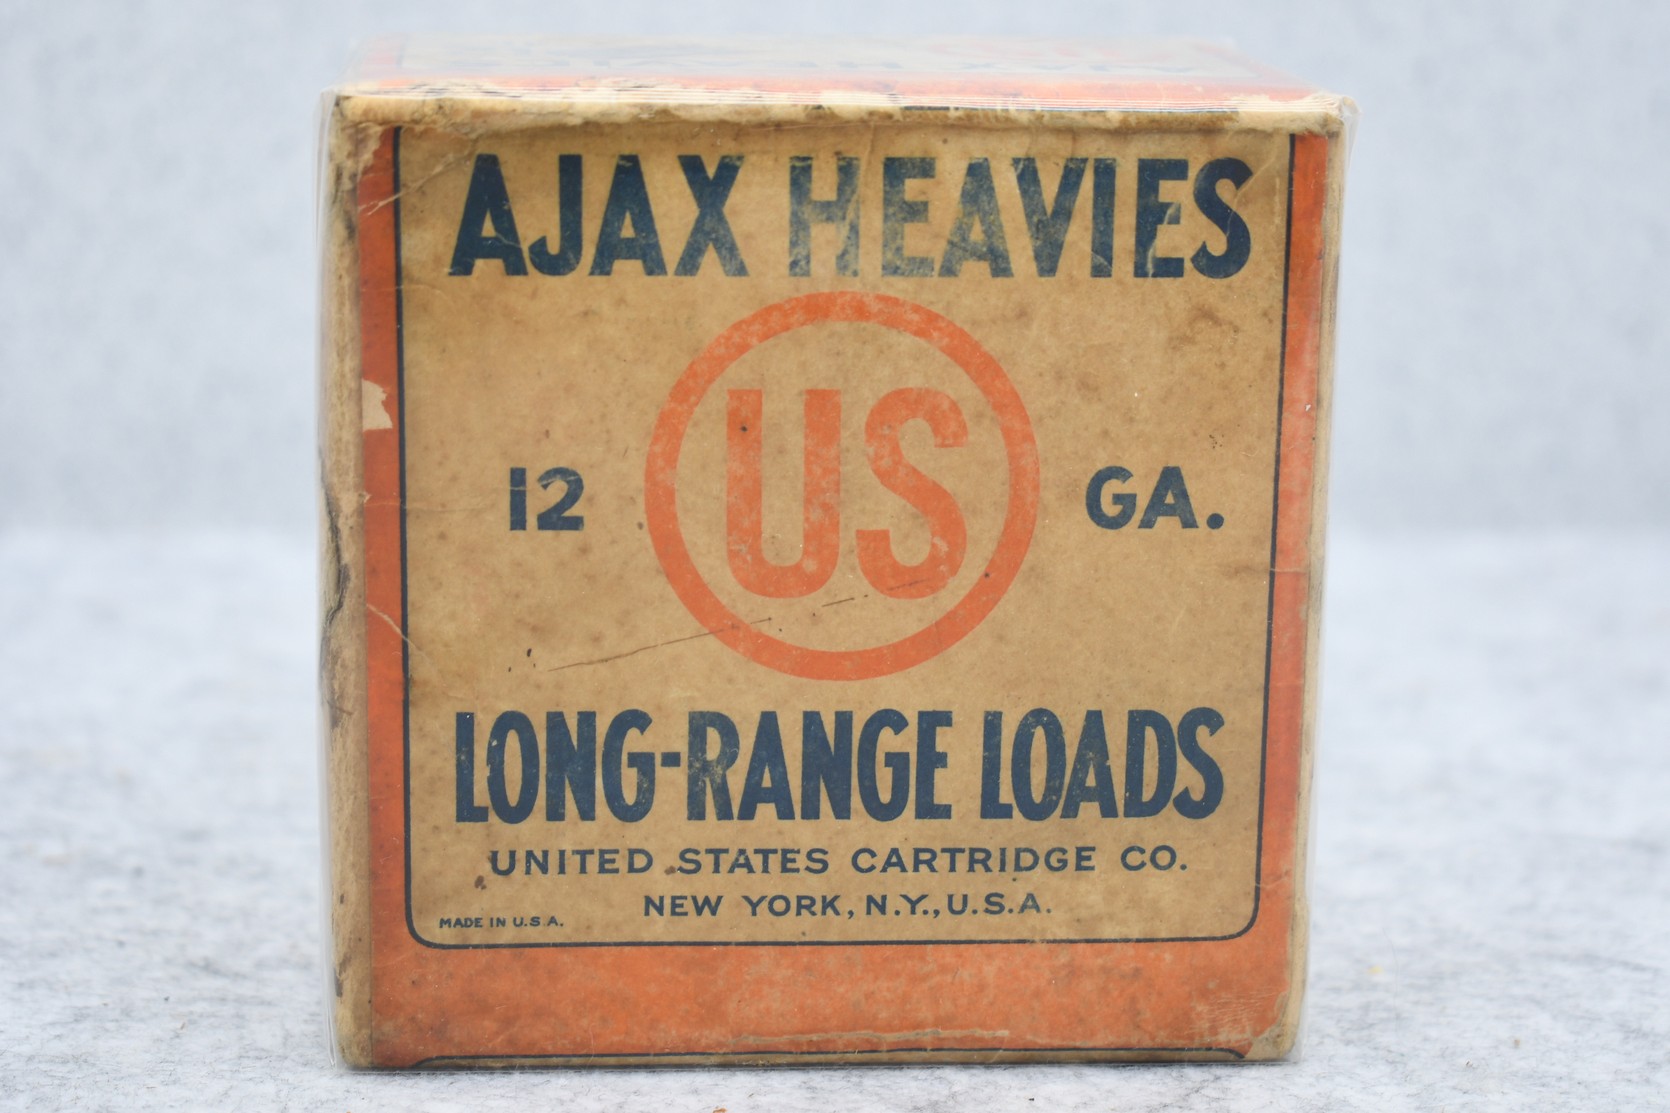 AJAX HEAVIES
12 US GA.
LONG-RANGE LOADS
UNITED STATES CARTRIDGE CO.
NEW YORK, N.Y., U.S.A.
MADE IN U.S.A.